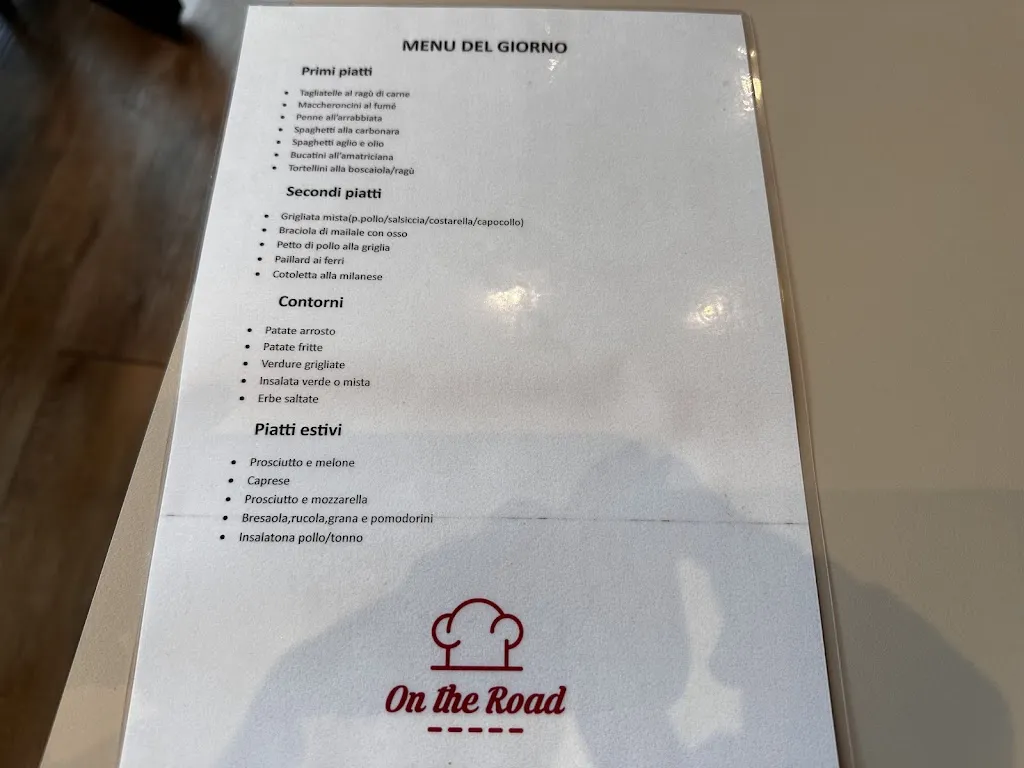 MENU DEL GIORNO
Primi piatti
• Tagliatelle al ragù di carne
• Maccheroncini al fumé
• Penne all'arrabbiata
• Spaghetti alla carbonara
• Spaghetti aglio e olio
• Bucatini all'amatriciana
• Tortellini alla boscaiola/ragù
Secondi piatti
• Grigliata mista(p.pollo/salsiccia/costarella/capocollo)
• Braciola di maiale con osso
• Petto di pollo alla griglia
• Paillard ai ferri
• Cotoletta alla milanese
Contorni
• Patate arrosto
• Patate fritte
• Verdure grigliate
• Insalata verde o mista
• Erbe saltate
Piatti estivi
• Prosciutto e melone
• Caprese
• Prosciutto e mozzarella
• Bresaola,rucola,grana e pomodorini
• Insalatona pollo/tonno
On the Road